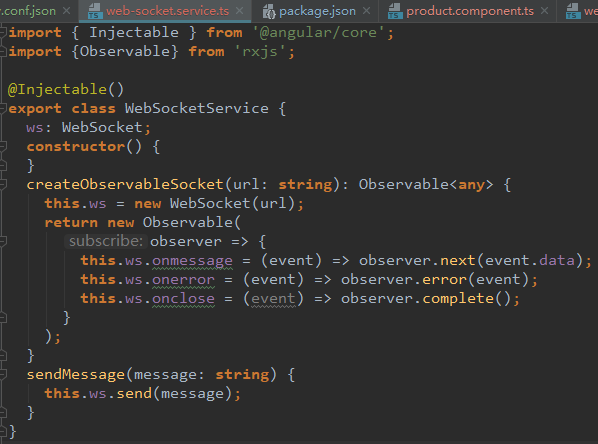 .conf.json × web-socket.service.ts × package.json × product.component.ts × we
import { Injectable } from '@angular/core';
import {Observable} from 'rxjs';
@Injectable()
export class WebSocketService {
ws: WebSocket;
constructor() {
}
createObservableSocket(url: string): Observable<any> {
this.ws = new WebSocket(url);
return new Observable(
subscribe: observer => {
this.ws.onmessage = (event) => observer.next(event.data);
this.ws.onerror = (event) => observer.error(event);
this.ws.onclose = (event) => observer.complete();
}
);
}
sendMessage(message: string) {
this.ws.send(message);
}
}